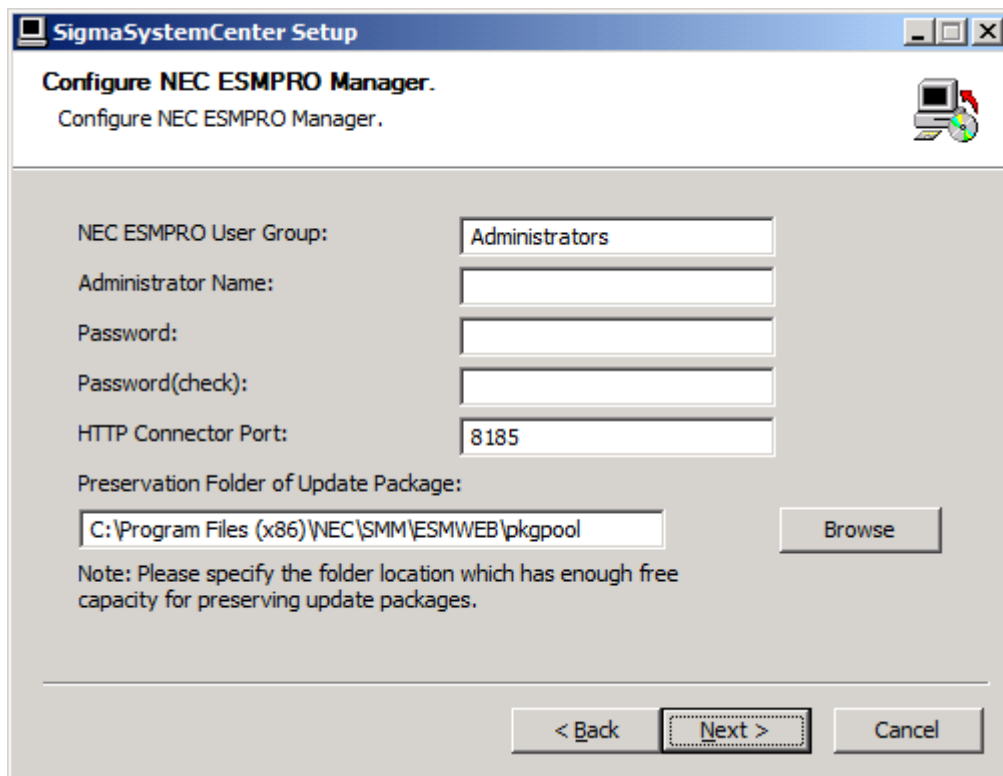 SigmaSystemCenter Setup
Configure NEC ESMPRO Manager.
Configure NEC ESMPRO Manager.
NEC ESMPRO User Group: Administrators
Administrator Name:
Password:
Password(check):
HTTP Connector Port: 8185
Preservation Folder of Update Package:
C:\Program Files (x86)\NEC\SMM\ESMWEB\pkgpool Browse
Note: Please specify the folder location which has enough free
capacity for preserving update packages.
< Back Next > Cancel